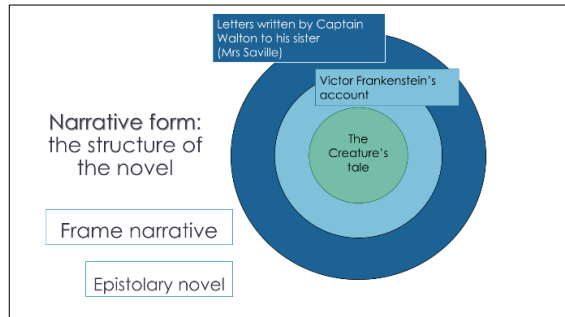 Letters written by Captain
Walton to his sister
(Mrs Saville)
Victor Frankenstein's
account
The
Creature's
tale
Narrative form:
the structure of
the novel
Frame narrative
Epistolary novel